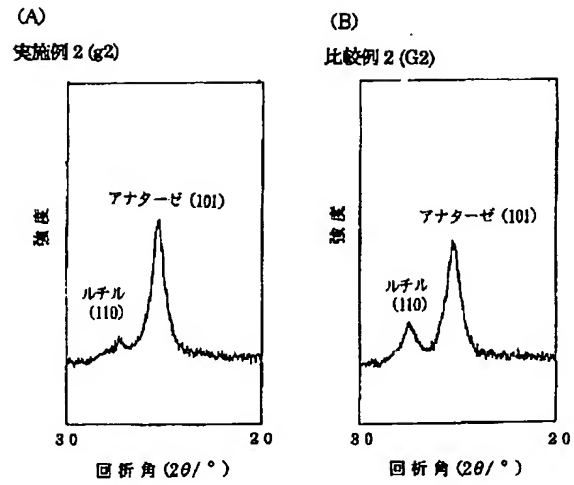 (A)
実施例2(g2)
強度
アナターゼ(101)
ルチル
(110)
30 20
回折角(2θ/°)
(B)
比較例2(G2)
強度
アナターゼ(101)
ルチル
(110)
30 20
回折角(2θ/°)